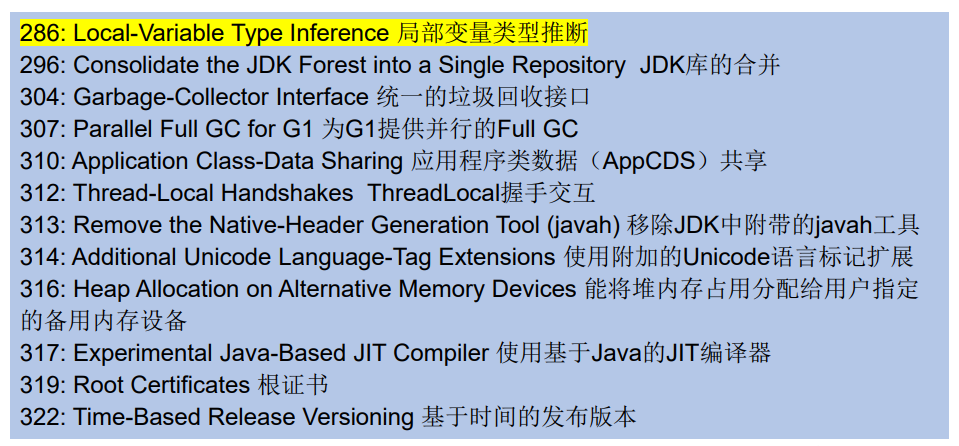 286: Local-Variable Type Inference 局部变量类型推断
296: Consolidate the JDK Forest into a Single Repository  JDK库的合并
304: Garbage-Collector Interface 统一的垃圾回收接口
307: Parallel Full GC for G1 为G1提供并行的Full GC
310: Application Class-Data Sharing 应用程序类数据（AppCDS）共享
312: Thread-Local Handshakes  ThreadLocal握手交互
313: Remove the Native-Header Generation Tool (javah) 移除JDK中附带的javah工具
314: Additional Unicode Language-Tag Extensions 使用附加的Unicode语言标记扩展
316: Heap Allocation on Alternative Memory Devices 能将堆内存占用分配给用户指定
的备用内存设备
317: Experimental Java-Based JIT Compiler 使用基于Java的JIT编译器
319: Root Certificates 根证书
322: Time-Based Release Versioning 基于时间的发布版本